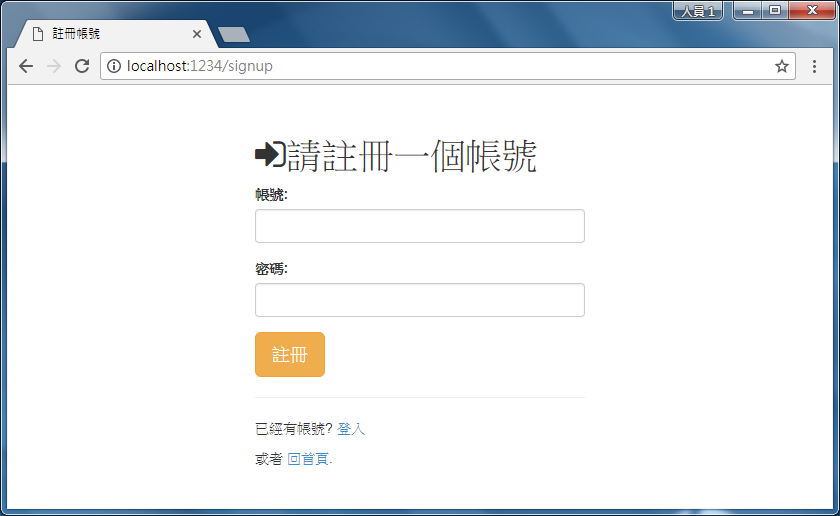 人員 1
註冊帳號
localhost:1234/signup
請註冊一個帳號
帳號:
密碼:
註冊
已經有帳號? 登入
或者 回首頁.